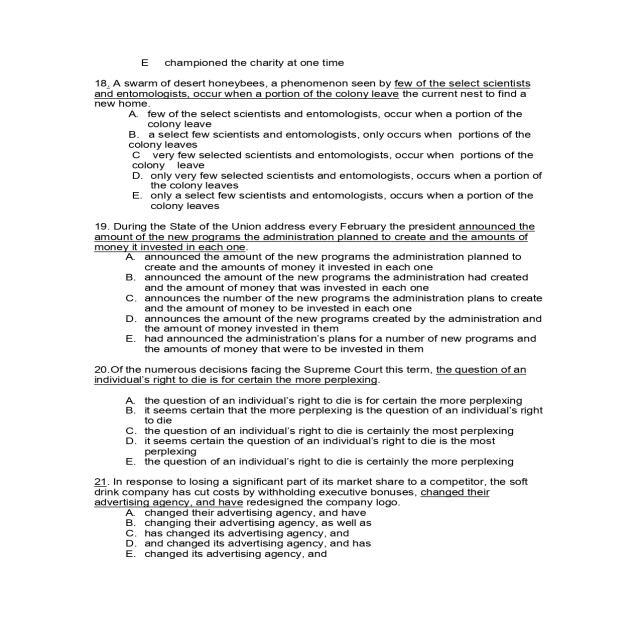 E championed the charity at one time
18. A swarm of desert honeybees, a phenomenon seen by few of the select scientists
and entomologists, occur when a portion of the colony leave the current nest to find a
new home.
A. few of the select scientists and entomologists, occur when a portion of the
colony leave
B. a select few scientists and entomologists, only occurs when portions of the
colony leaves
C very few selected scientists and entomologists, occur when portions of the
colony leave
D. only very few selected scientists and entomologists, occurs when a portion of
the colony leaves
E. only a select few scientists and entomologists, occurs when a portion of the
colony leaves
19. During the State of the Union address every February the president announced the
amount of the new programs the administration planned to create and the amounts of
money it invested in each one.
A. announced the amount of the new programs the administration planned to
create and the amounts of money it invested in each one
B. announced the amount of the new programs the administration had created
and the amount of money that was invested in each one
C. announces the number of the new programs the administration plans to create
and the amount of money to be invested in each one
D. announces the amount of the new programs created by the administration and
the amount of money invested in them
E. had announced the administration's plans for a number of new programs and
the amounts of money that were to be invested in them
20.Of the numerous decisions facing the Supreme Court this term, the question of an
individual's right to die is for certain the more perplexing.
A. the question of an individual's right to die is for certain the more perplexing
B. it seems certain that the more perplexing is the question of an individual's right
to die
C. the question of an individual's right to die is certainly the most perplexing
D. it seems certain the question of an individual's right to die is the most
perplexing
E. the question of an individual's right to die is certainly the more perplexing
21. In response to losing a significant part of its market share to a competitor, the soft
drink company has cut costs by withholding executive bonuses, changed their
advertising agency, and have redesigned the company logo.
A. changed their advertising agency, and have
B. changing their advertising agency, as well as
C. has changed its advertising agency, and
D. and changed its advertising agency, and has
E. changed its advertising agency, and